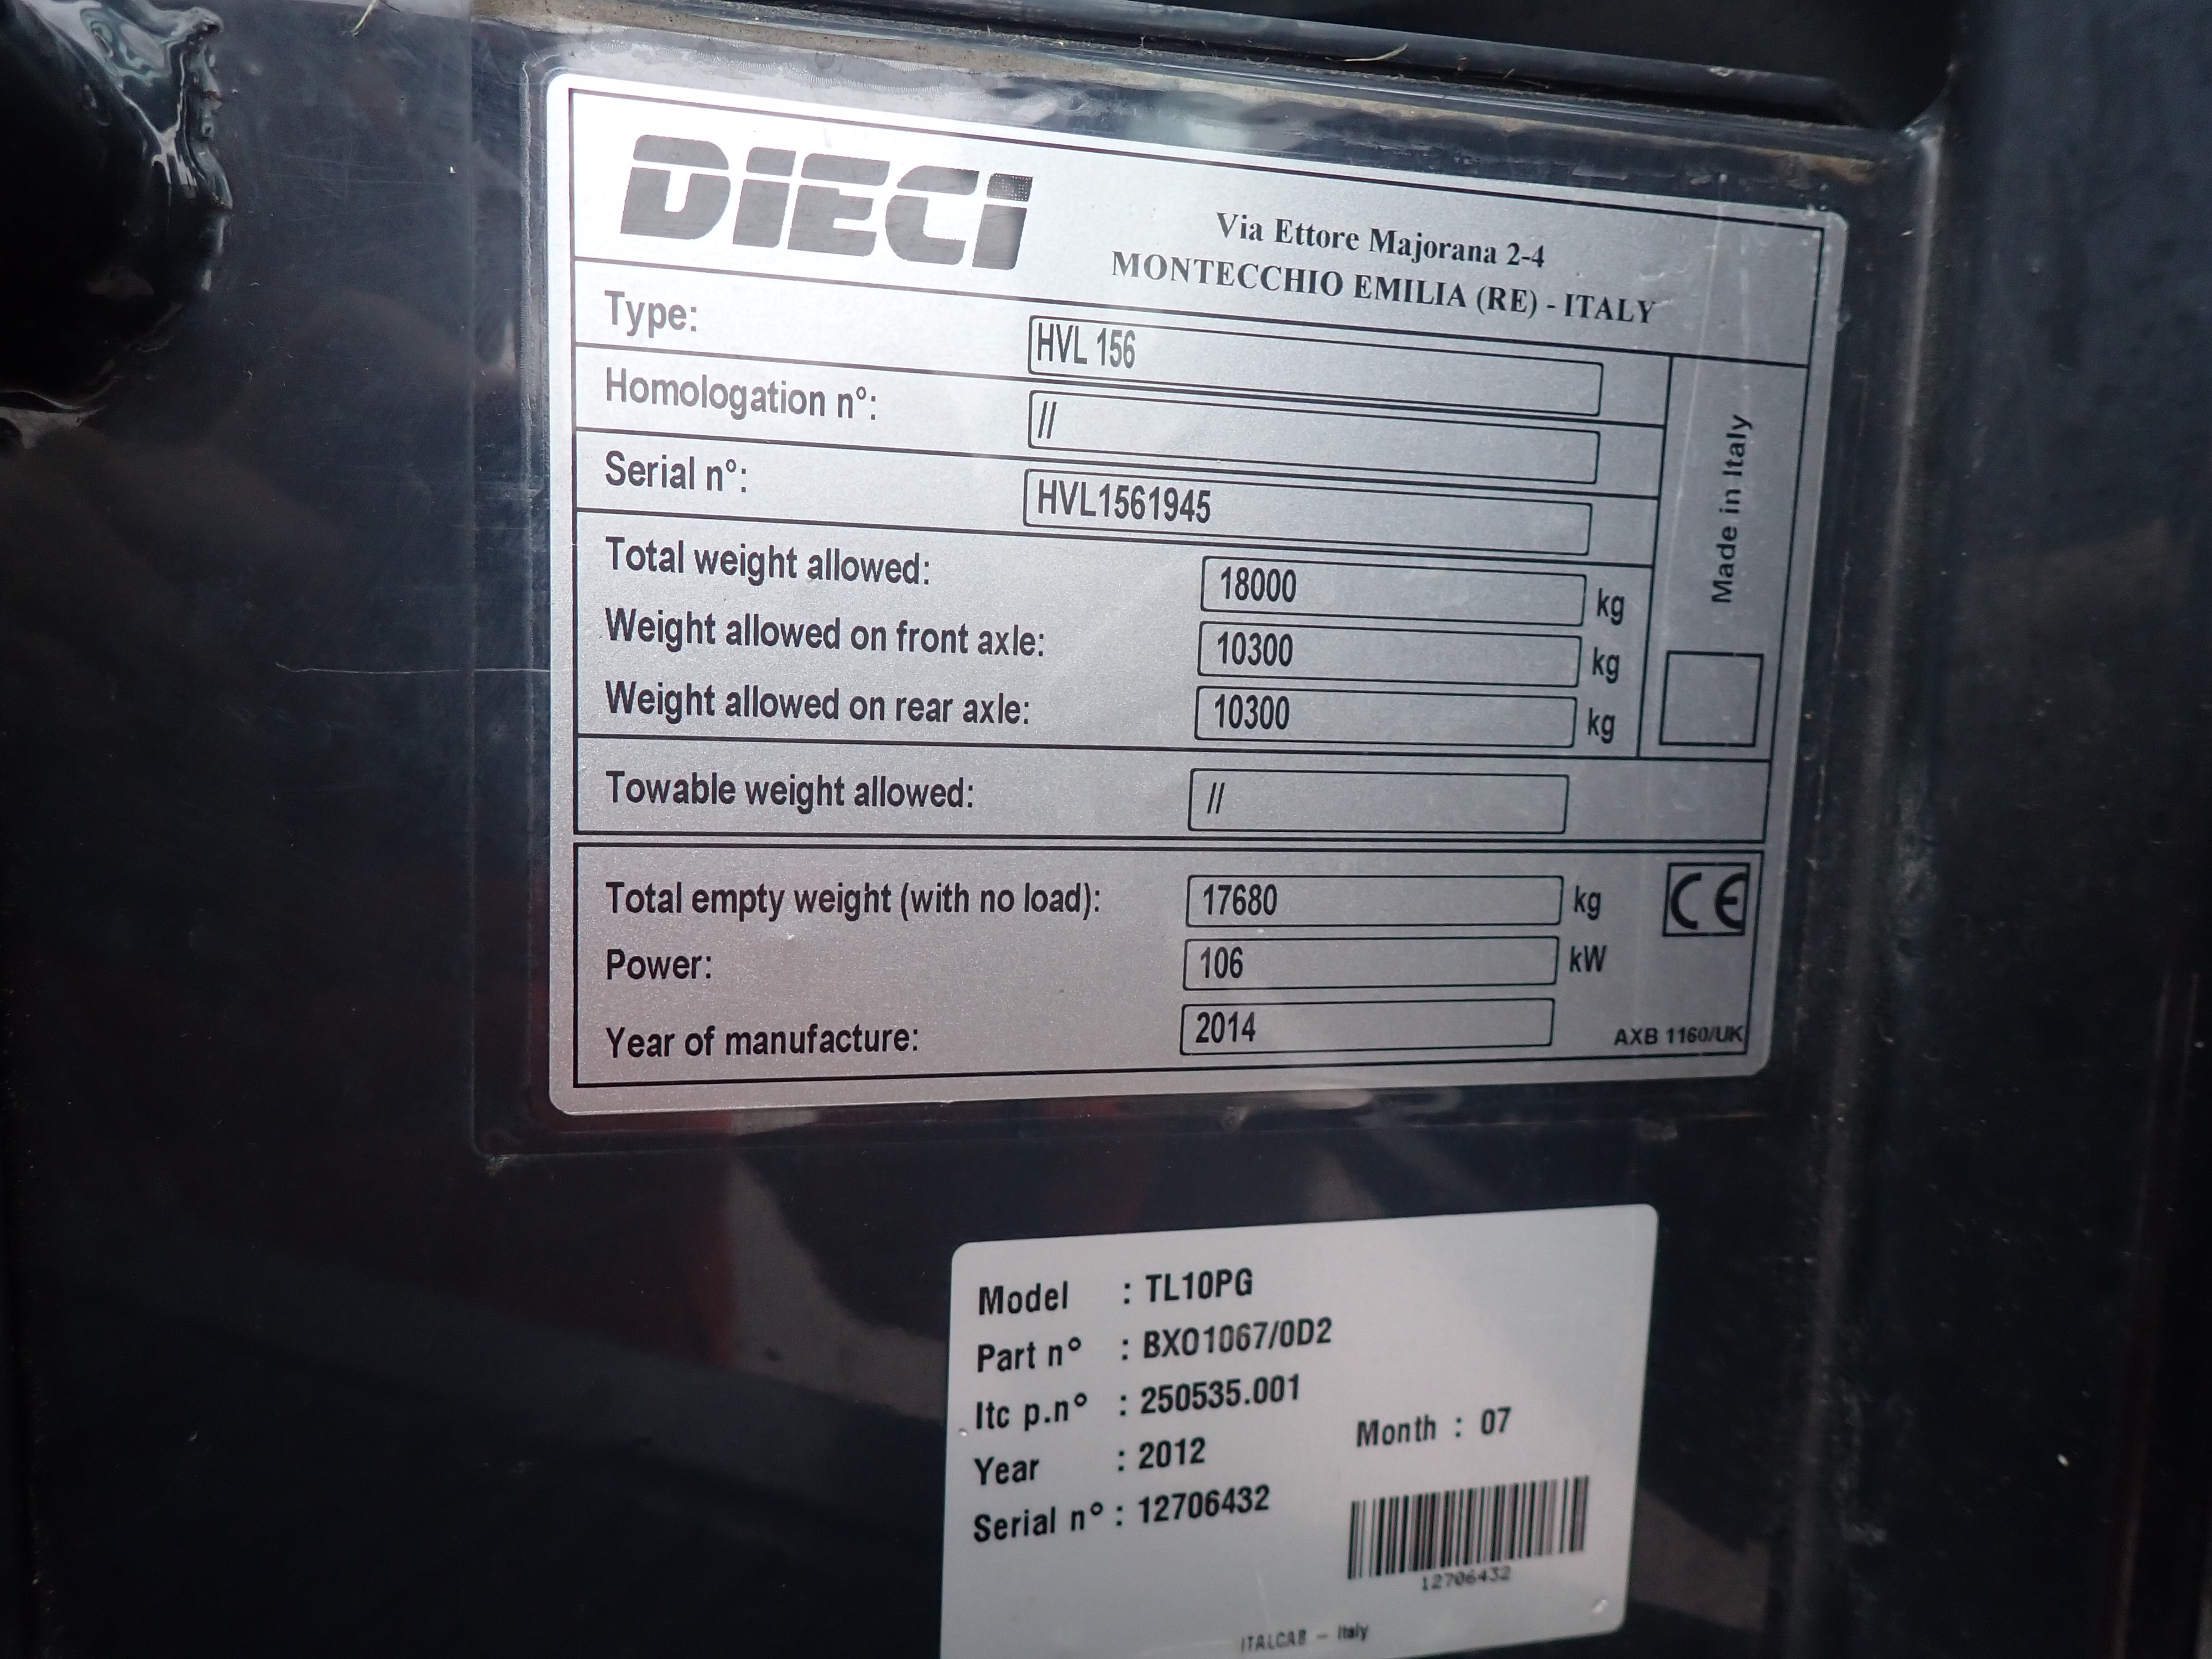 DIECI
Via Ettore Majorana 2-4
MONTECCHIO EMILIA (RE) - ITALY
Type: HVL 156
Homologation n°: //
Serial n°: HVL1561945
Made in Italy
Total weight allowed: 18000 kg
Weight allowed on front axle: 10300 kg
Weight allowed on rear axle: 10300 kg
Towable weight allowed: //
Total empty weight (with no load): 17680 kg
CE
Power: 106 kW
Year of manufacture: 2014
AXB 1160/UK
Model : TL10PG
Part n° : BXO1067/0D2
Itc p.n° : 250535.001
Year : 2012 Month : 07
Serial n° : 12706432
12706432
ITALCAB – Italy